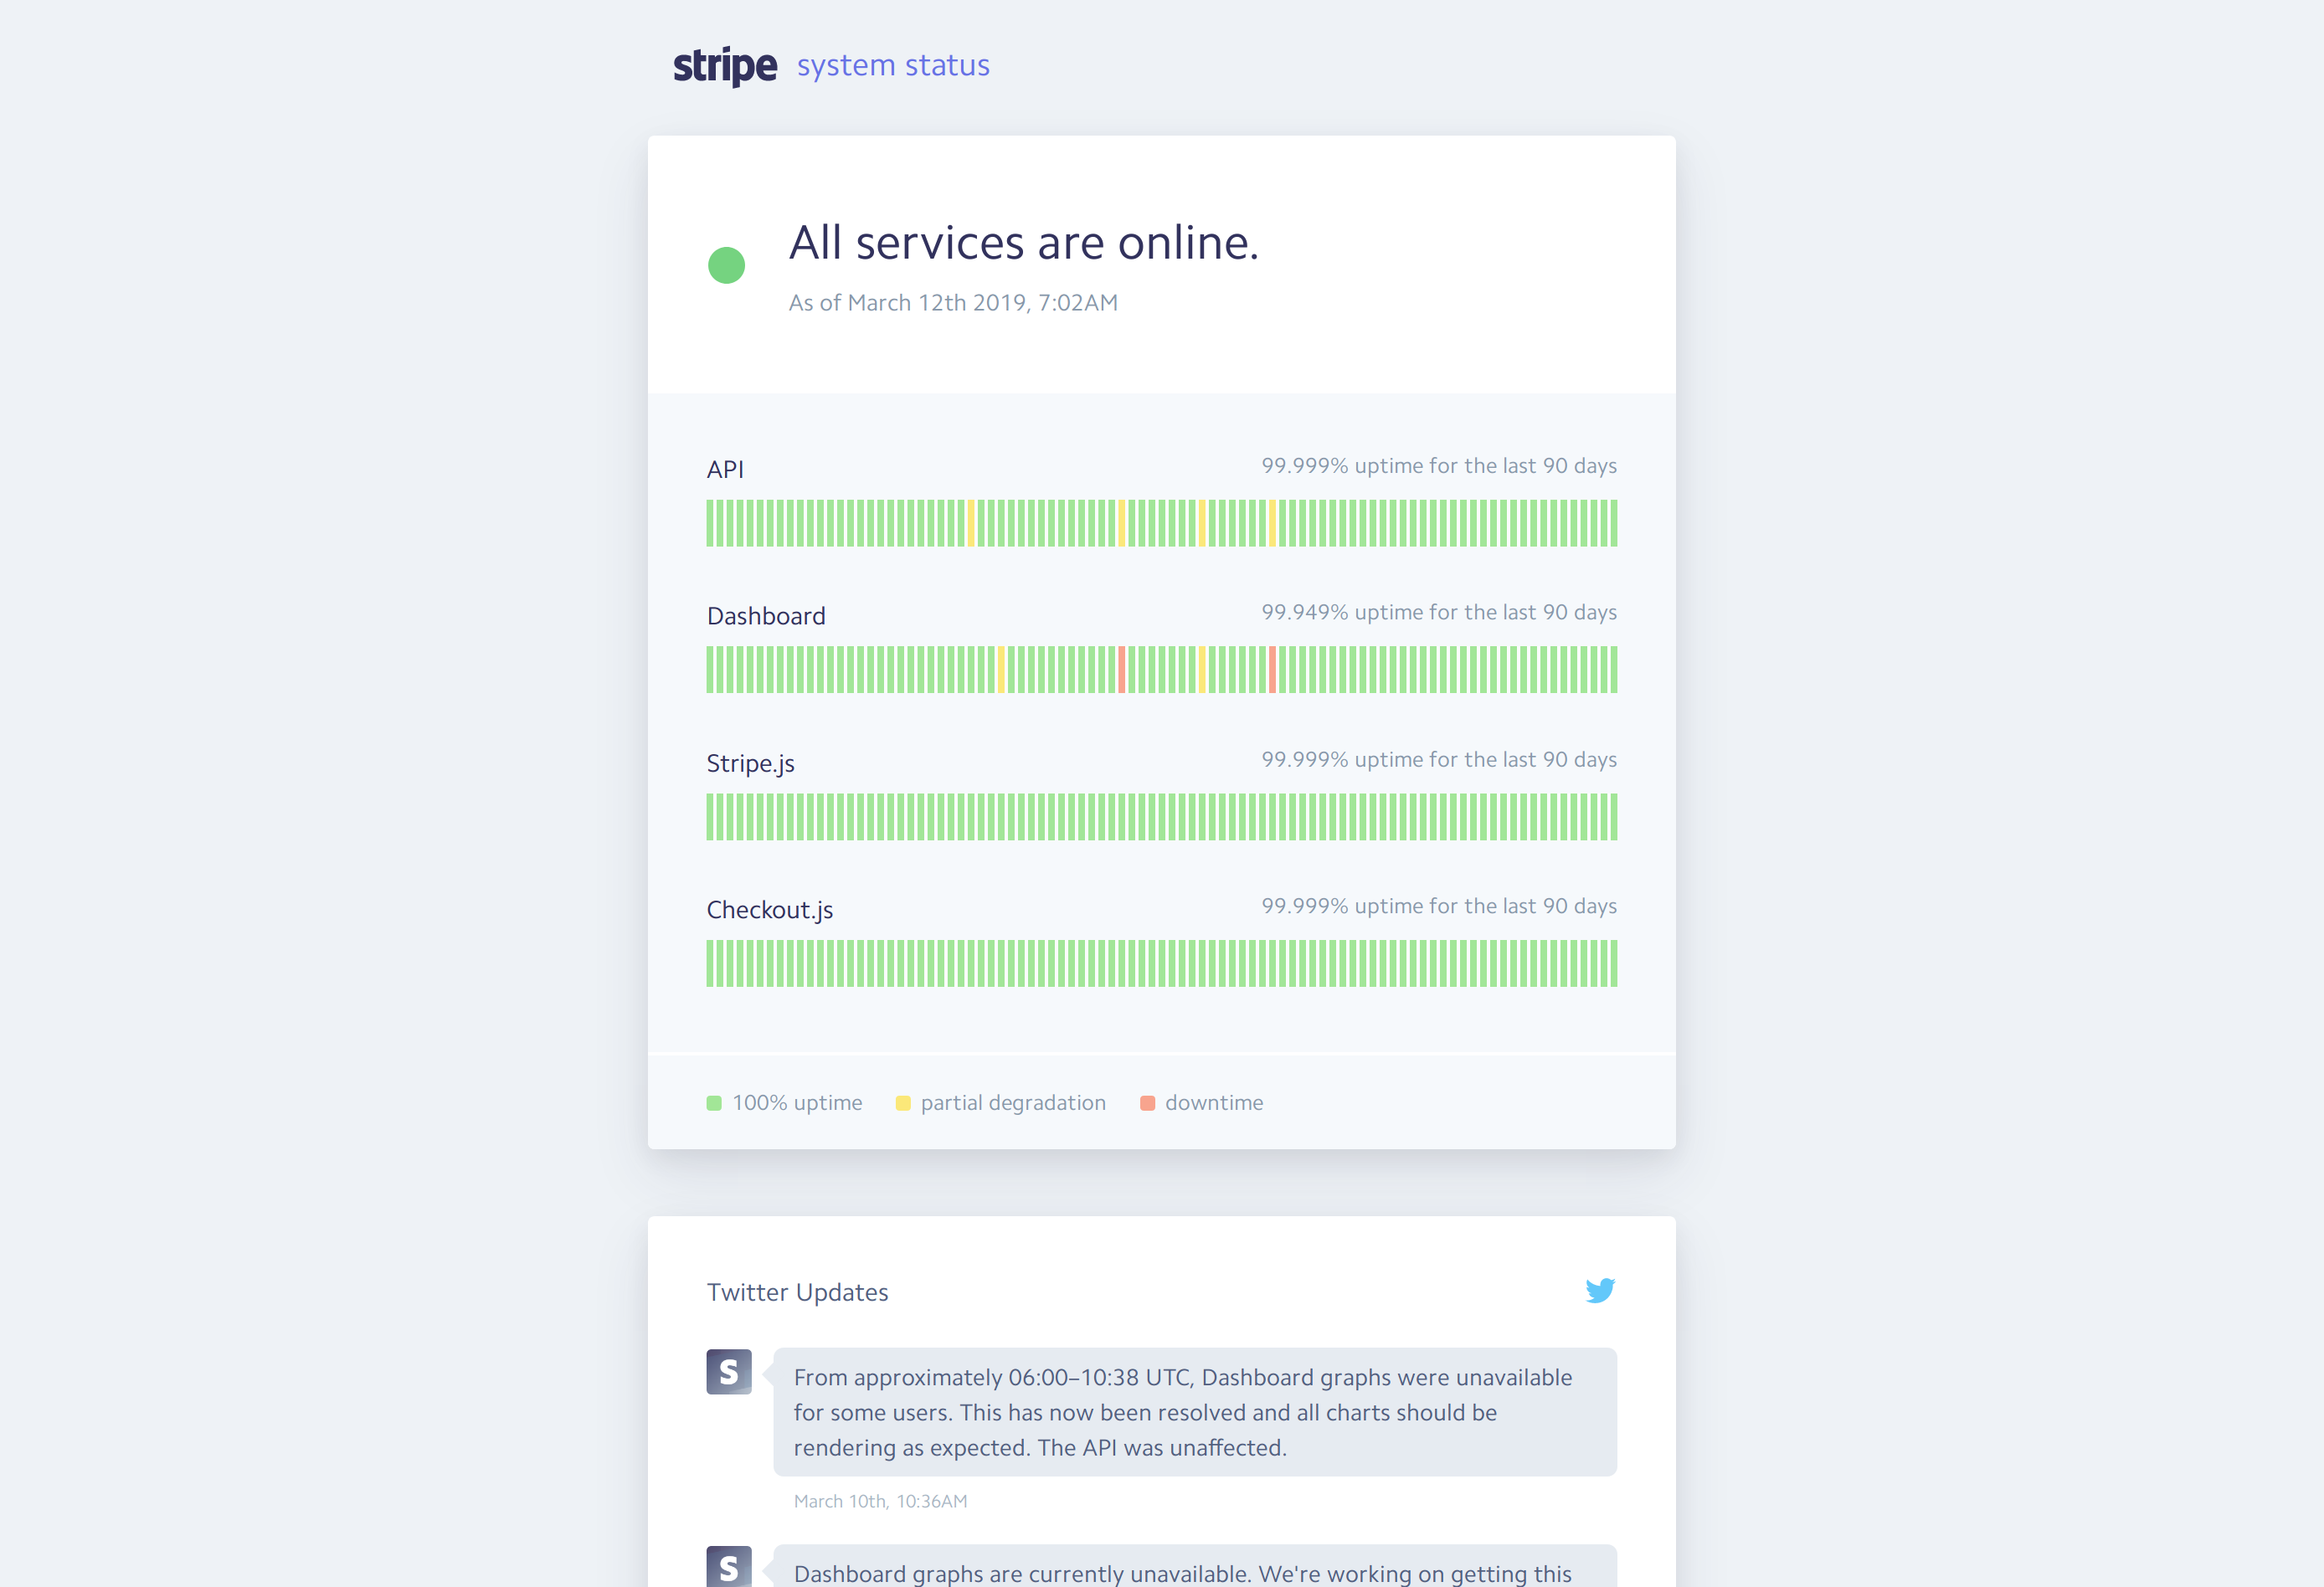 stripe system status
All services are online.
As of March 12th 2019, 7:02AM
API 99.999% uptime for the last 90 days
Dashboard 99.949% uptime for the last 90 days
Stripe.js 99.999% uptime for the last 90 days
Checkout.js 99.999% uptime for the last 90 days
100% uptime partial degradation downtime
Twitter Updates
S
From approximately 06:00–10:38 UTC, Dashboard graphs were unavailable
for some users. This has now been resolved and all charts should be
rendering as expected. The API was unaffected.
March 10th, 10:36AM
S
Dashboard graphs are currently unavailable. We're working on getting this